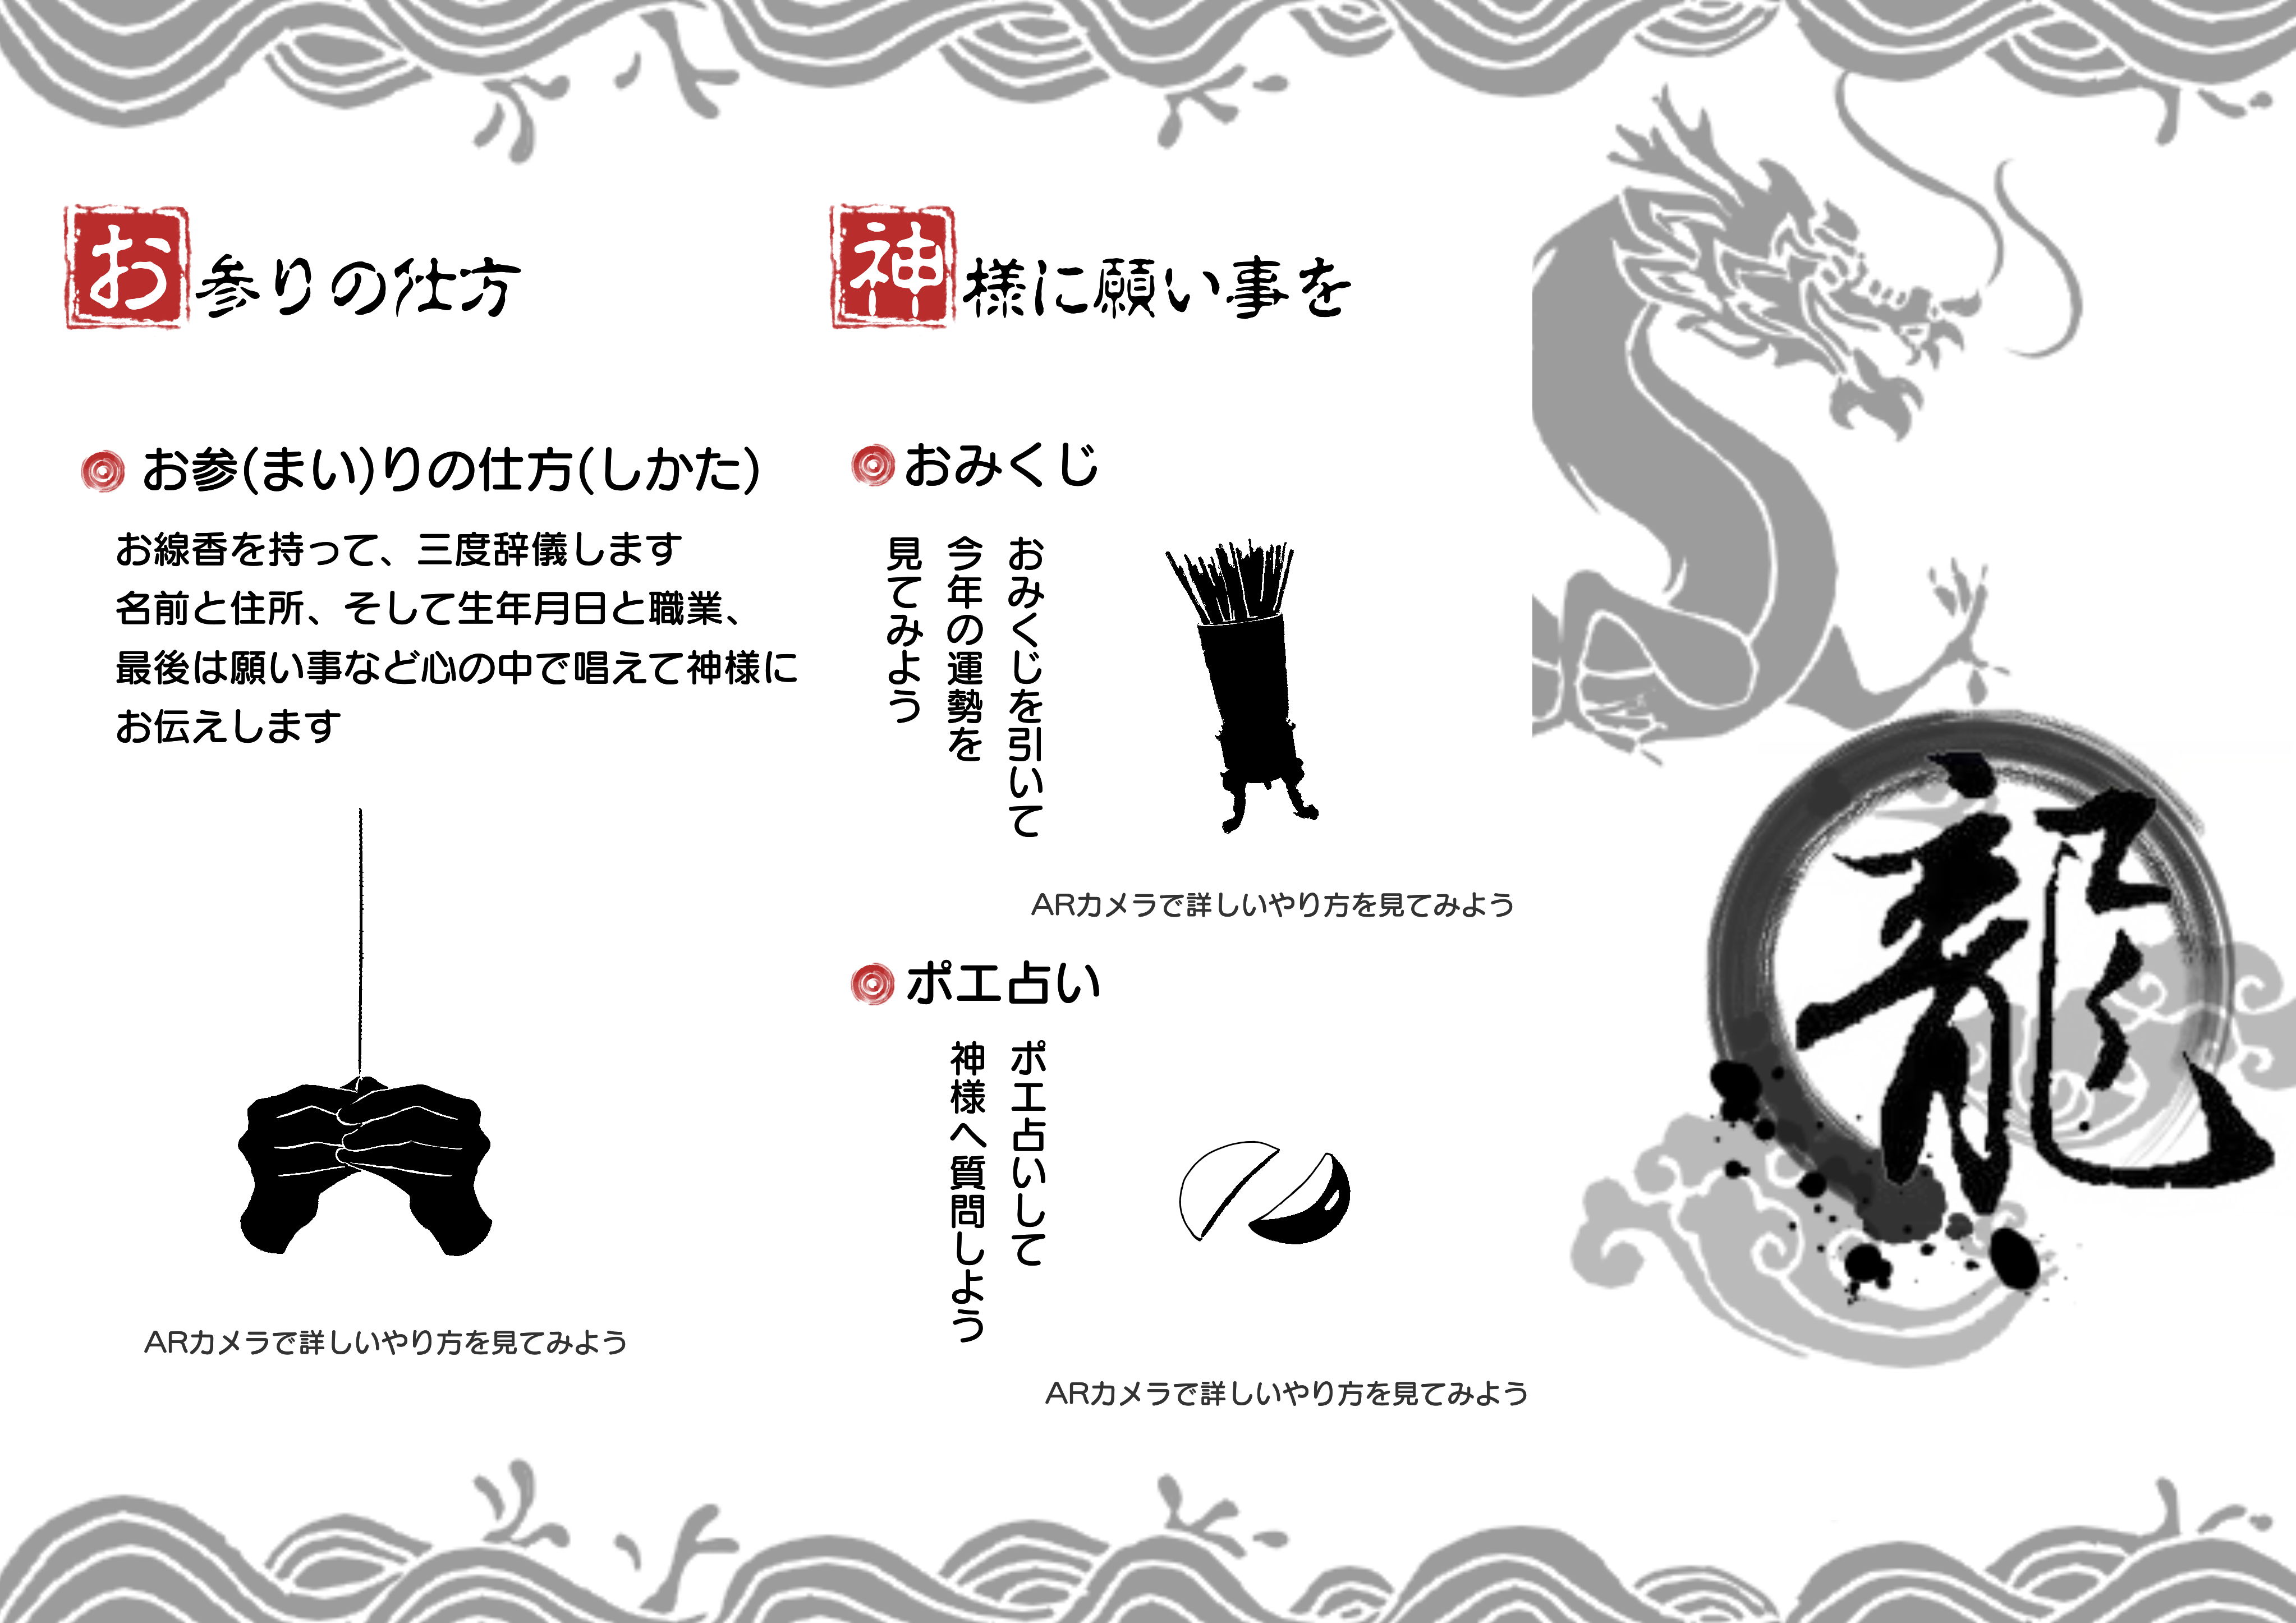 お参りの仕方
お参(まい)りの仕方(しかた)
お線香を持って、三度辞儀します
名前と住所、そして生年月日と職業、
最後は願い事など心の中で唱えて神様に
お伝えします
ARカメラで詳しいやり方を見てみよう
神様に願い事を
おみくじ
おみくじを引いて
今年の運勢を
見てみよう
ARカメラで詳しいやり方を見てみよう
ポエ占い
ポエ占いして
神様へ質問しよう
ARカメラで詳しいやり方を見てみよう
龍